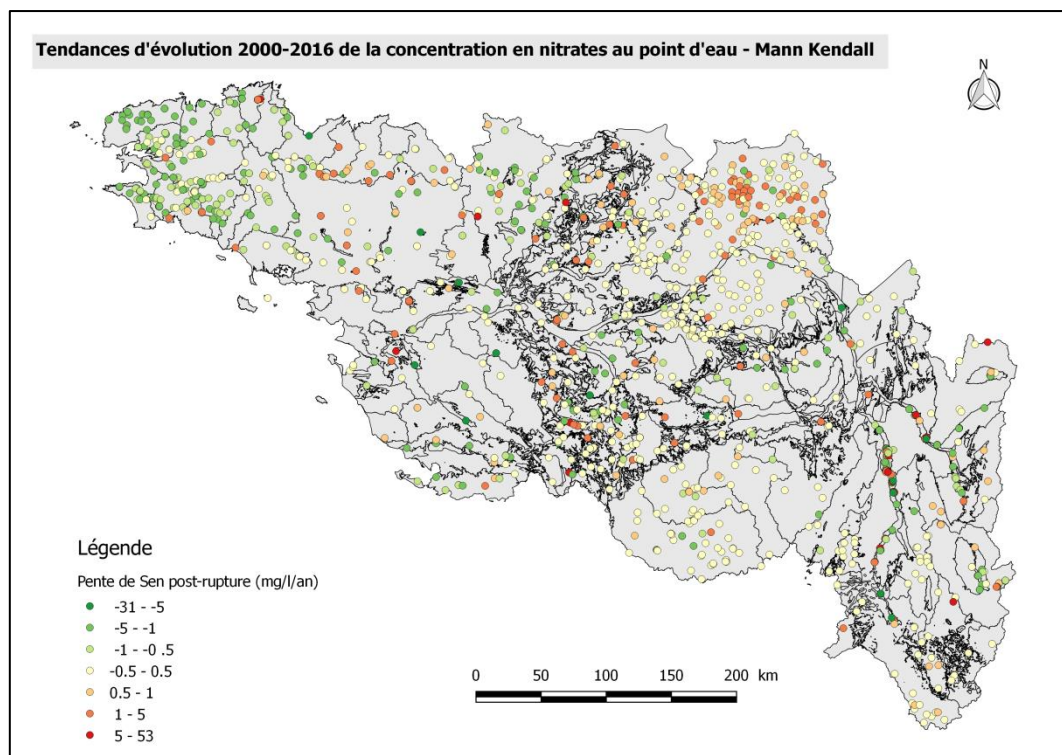 Tendances d'évolution 2000-2016 de la concentration en nitrates au point d'eau - Mann Kendall
N
Légende
Pente de Sen post-rupture (mg/l/an)
-31 - -5
-5 - -1
-1 - -0 .5
-0.5 - 0.5
0.5 - 1
1 - 5
5 - 53
0 50 100 150 200 km